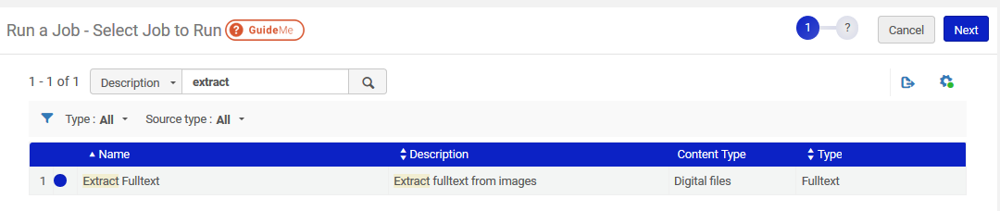 Run a Job - Select Job to Run ? GuideMe 1 ? Cancel Next
1 - 1 of 1 Description extract
Type : All Source type : All
Name Description Content Type Type
1 Extract Fulltext Extract fulltext from images Digital files Fulltext